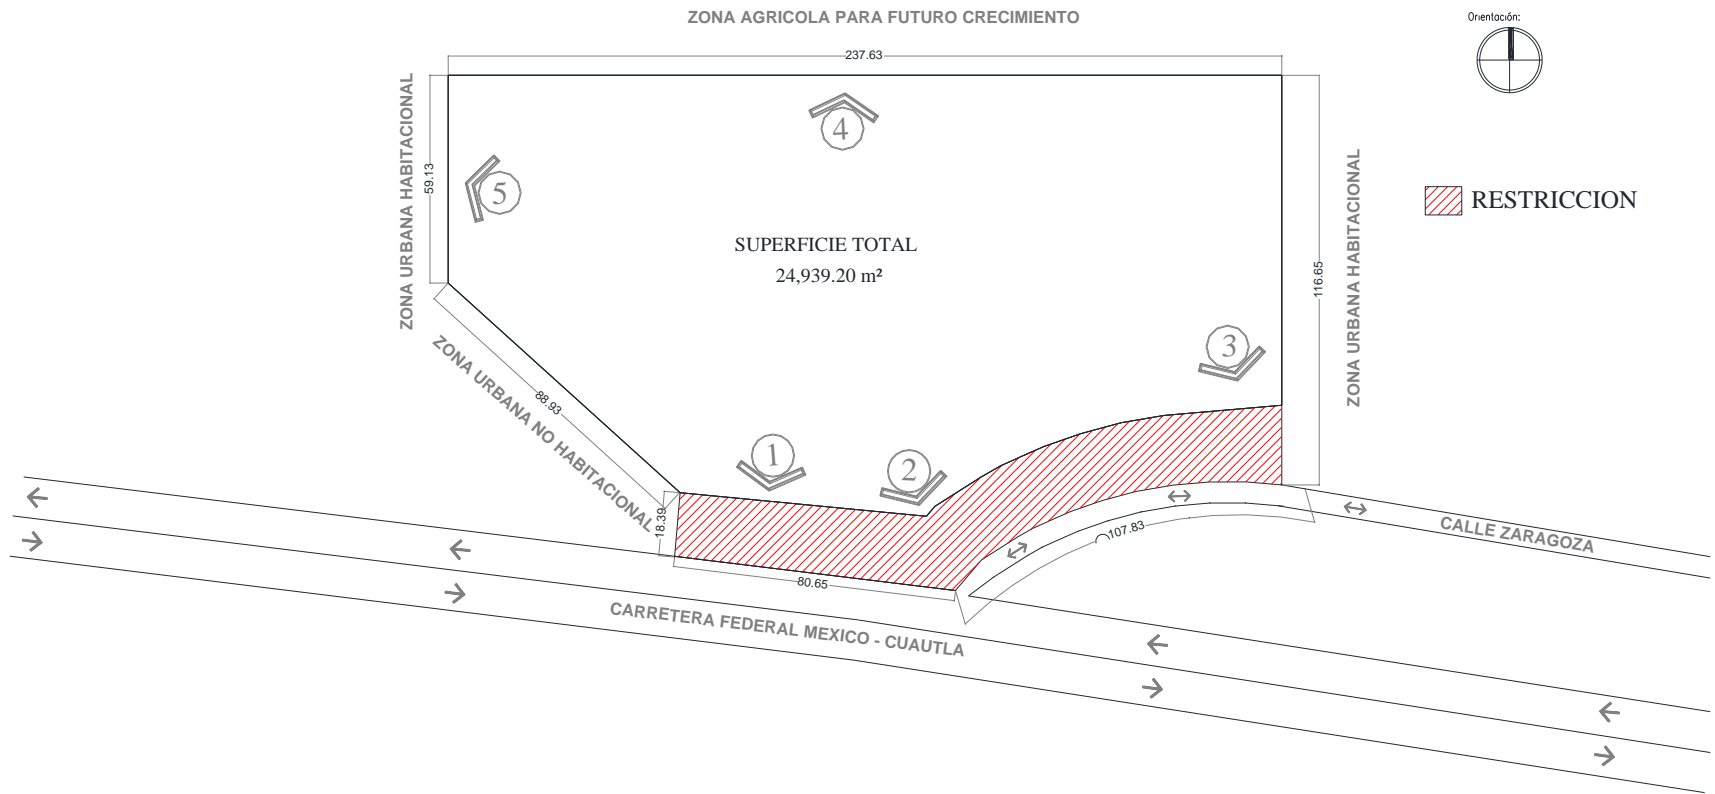 ZONA AGRICOLA PARA FUTURO CRECIMIENTO
Orientación:
237.63
ZONA URBANA HABITACIONAL
59.13
4
5
RESTRICCION
SUPERFICIE TOTAL
24,939.20 m²
116.65
ZONA URBANA HABITACIONAL
3
ZONA URBANA NO HABITACIONAL
88.93
1
2
18.39
107.83
CALLE ZARAGOZA
80.65
CARRETERA FEDERAL MEXICO - CUAUTLA